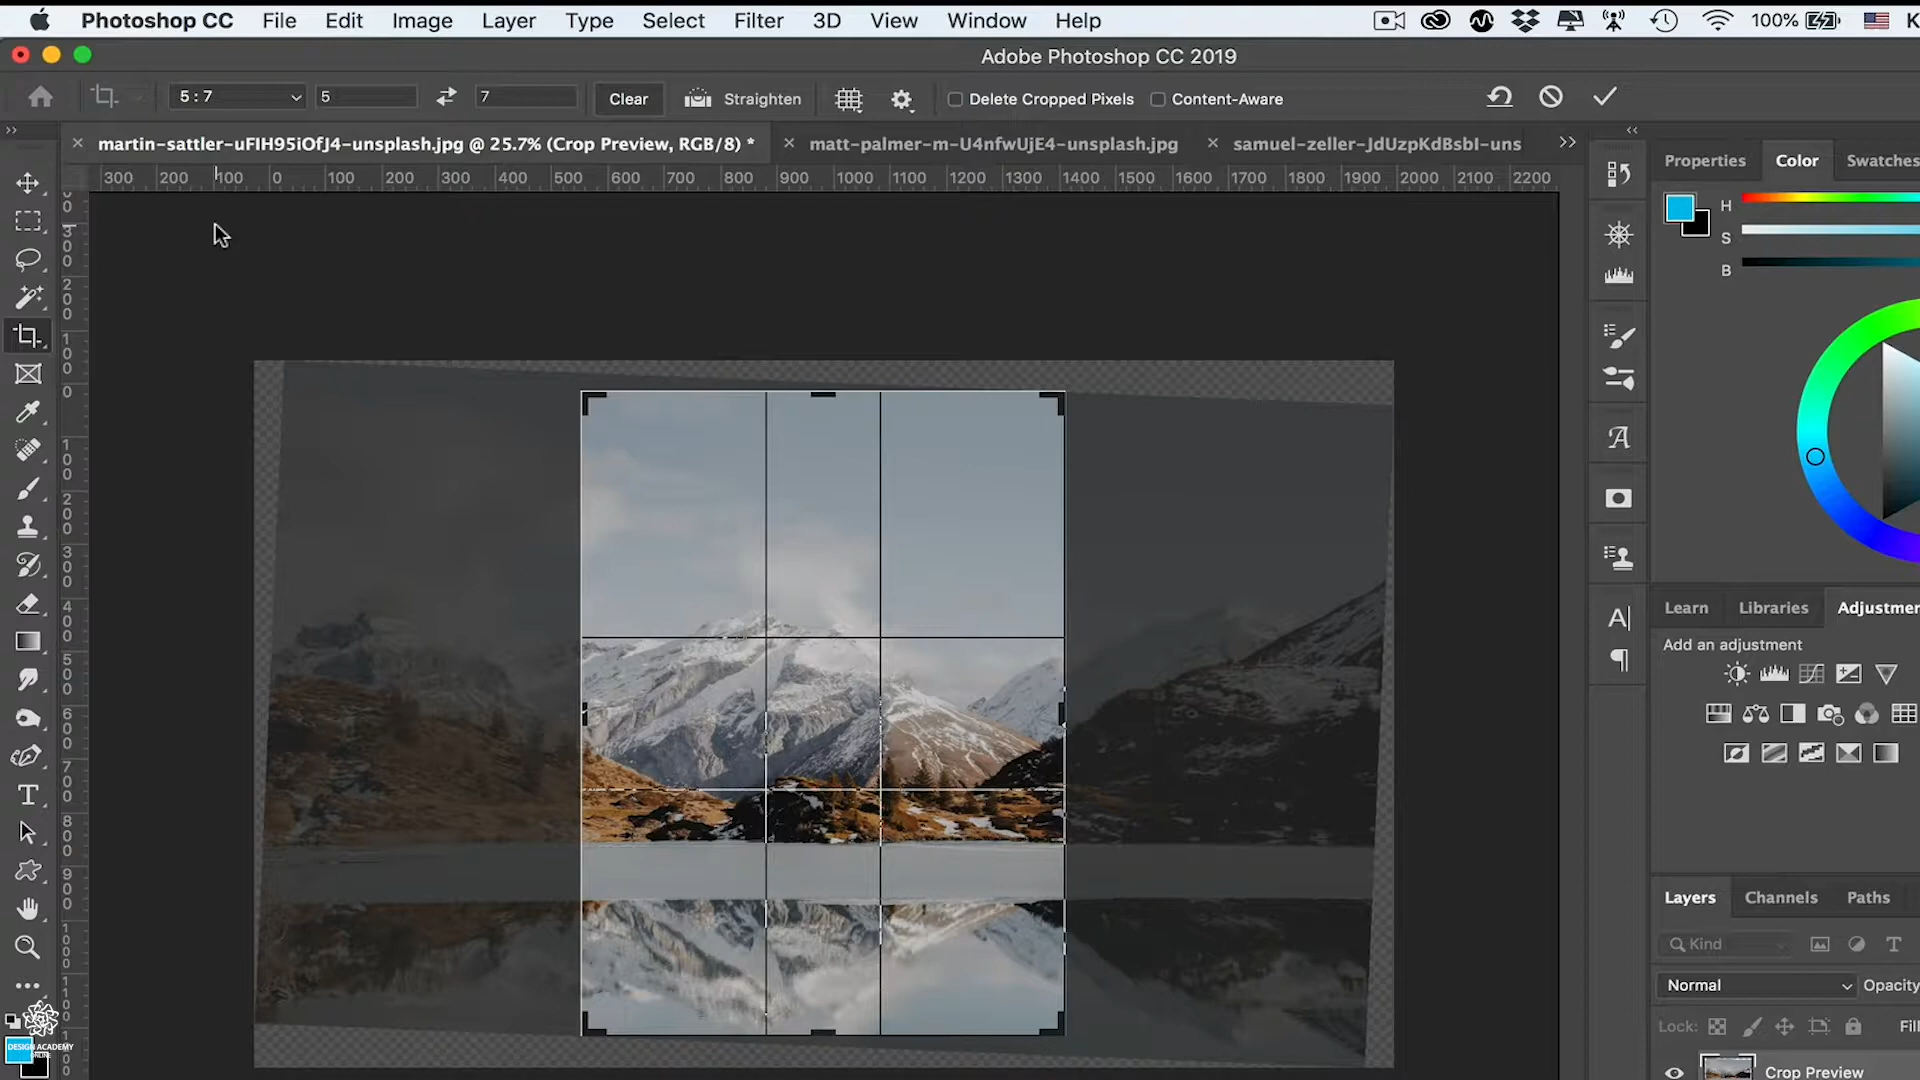 Photoshop CC File Edit Image Layer Type Select Filter 3D View Window Help 100% K
Adobe Photoshop CC 2019
5 : 7 5 7 Clear Straighten Delete Cropped Pixels Content-Aware
martin-sattler-uFIH95iOfJ4-unsplash.jpg @ 25.7% (Crop Preview, RGB/8) * matt-palmer-m-U4nfwUjE4-unsplash.jpg samuel-zeller-JdUzpKdBsbI-uns
300 200 100 0 100 200 300 400 500 600 700 800 900 1000 1100 1200 1300 1400 1500 1600 1700 1800 1900 2000 2100 2200
Properties Color Swatches
H
S
B
Learn Libraries Adjustmen
Add an adjustment
Layers Channels Paths
Kind
Normal Opacity
Lock: Fill
Crop Preview
DESIGN ACADEMY